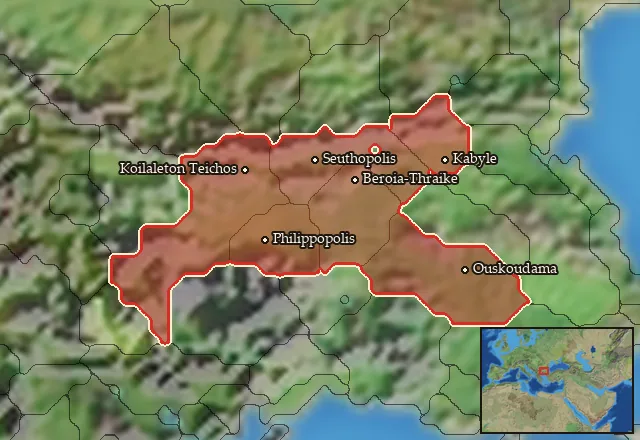 Seuthopolis
Kabyle
Koilaleton Teichos
Beroia-Thraike
Philippopolis
Ouskoudama